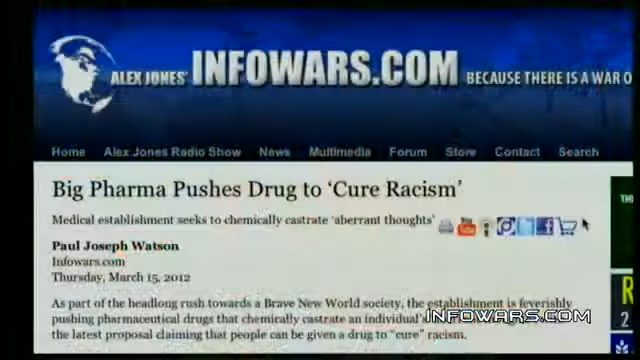 ALEX JONES' INFOWARS.COM BECAUSE THERE IS A WAR O
Home Alex Jones Radio Show News Multimedia Forum Store Contact Search
Big Pharma Pushes Drug to ‘Cure Racism’
Medical establishment seeks to chemically castrate ‘aberrant thoughts’
Paul Joseph Watson
Infowars.com
Thursday, March 15, 2012
As part of the headlong rush towards a Brave New World society, the establishment is feverishly
pushing pharmaceutical drugs that chemically castrate an individual's
the latest proposal claiming that people can be given a drug to “cure” racism.
INFOWARS.COM
TH
R
2